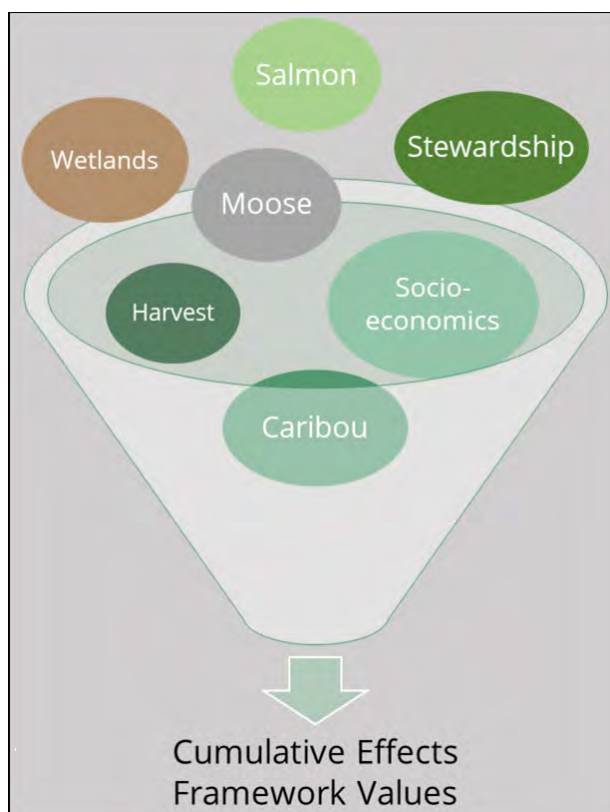 Salmon
Wetlands
Stewardship
Moose
Harvest
Socio-
economics
Caribou
Cumulative Effects
Framework Values